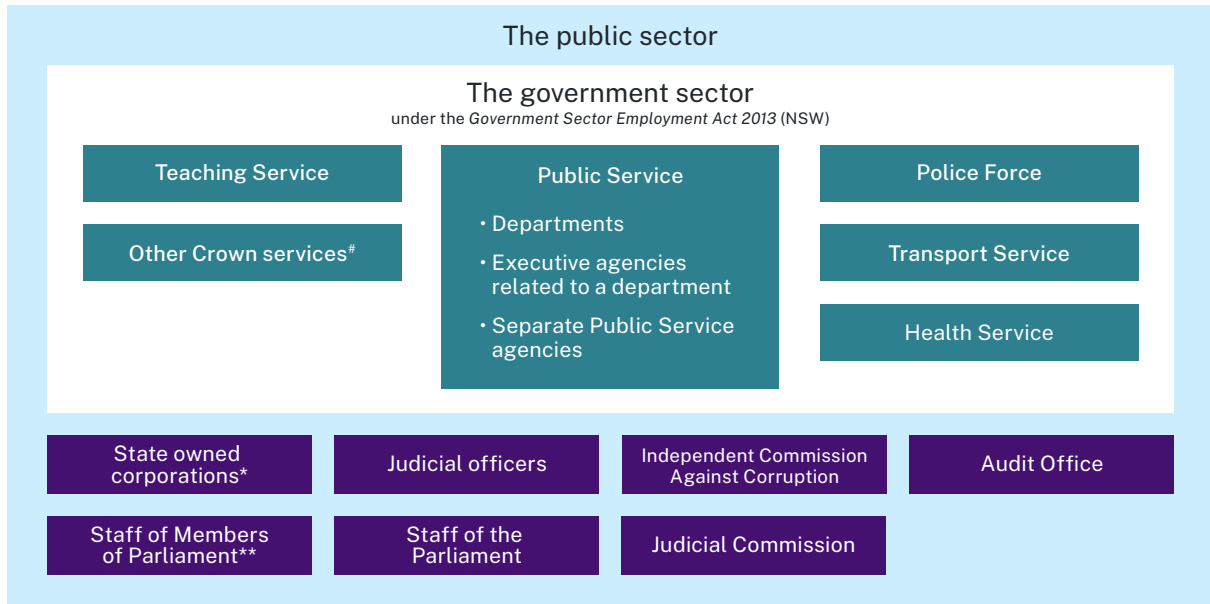 The public sector
The government sector
under the Government Sector Employment Act 2013 (NSW)
Teaching Service
Other Crown services#
Public Service
• Departments
• Executive agencies
related to a department
• Separate Public Service
agencies
Police Force
Transport Service
Health Service
State owned
corporations*
Judicial officers
Independent Commission
Against Corruption
Audit Office
Staff of Members
of Parliament**
Staff of the
Parliament
Judicial Commission